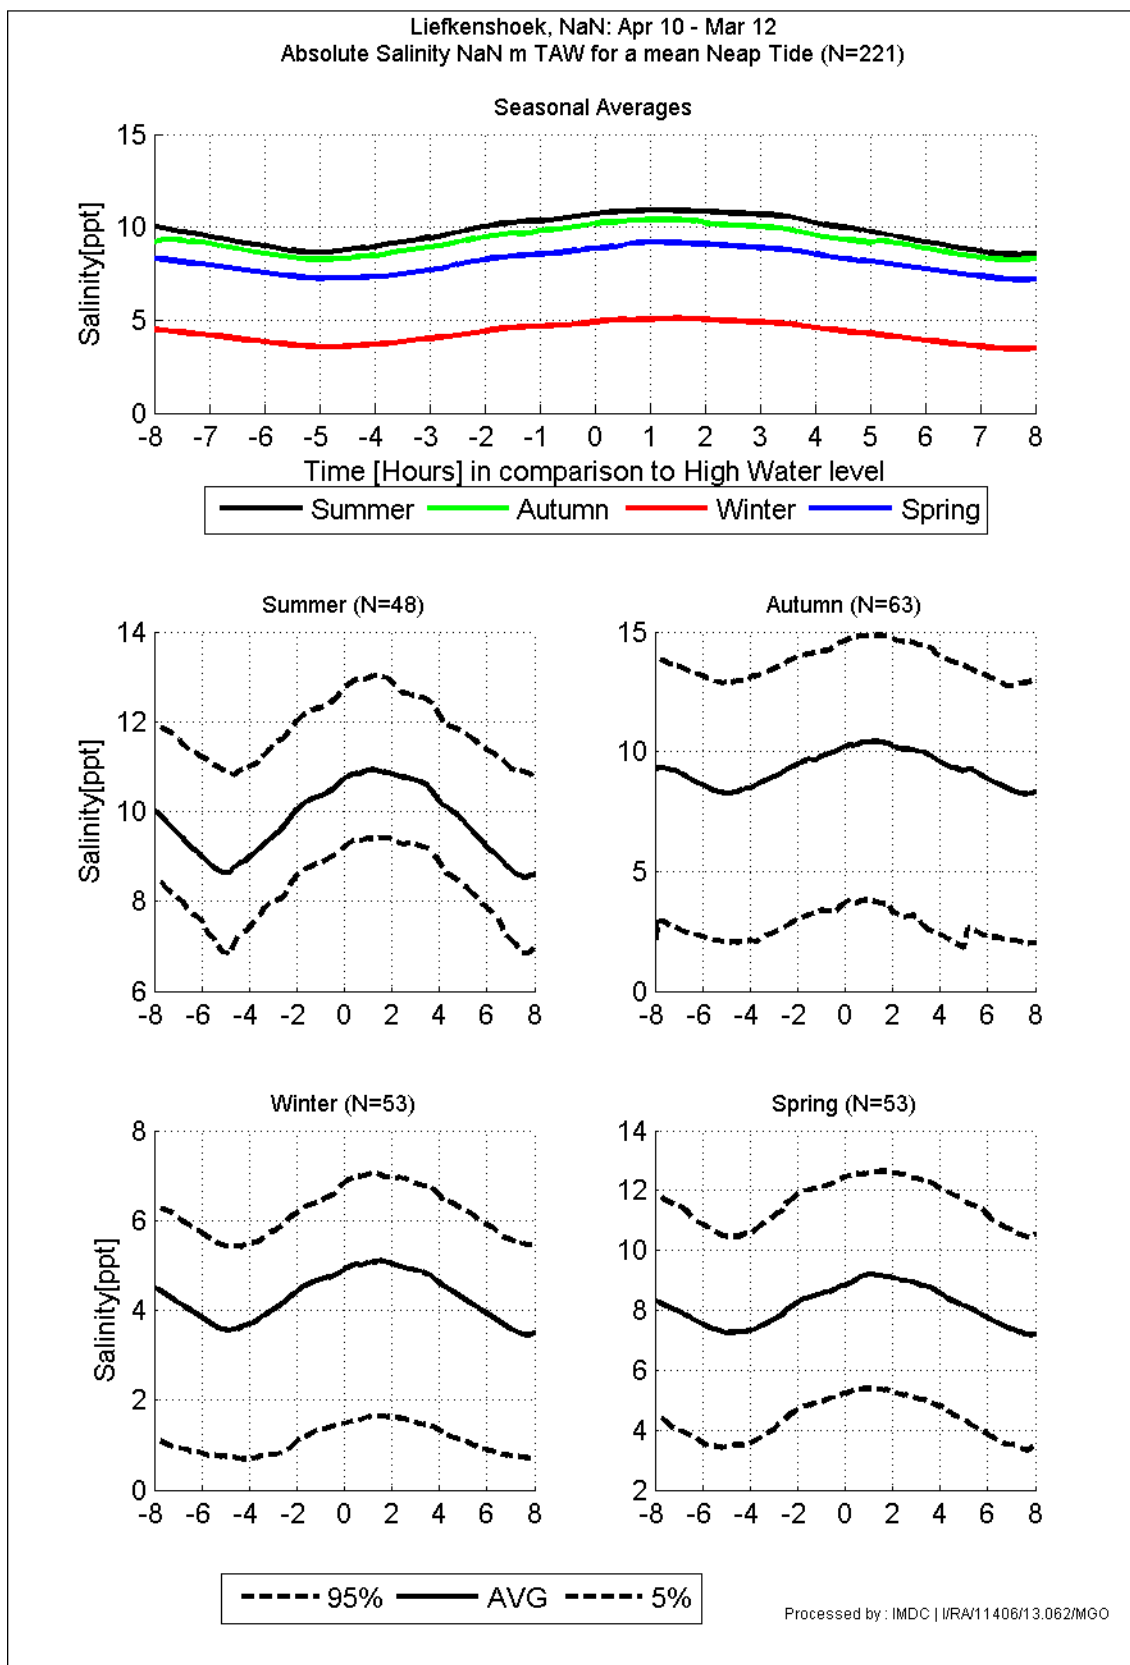 Liefkenshoek, NaN: Apr 10 - Mar 12
Absolute Salinity NaN m TAW for a mean Neap Tide (N=221)
Seasonal Averages
Salinity[ppt]
15
10
5
0
-8 -7 -6 -5 -4 -3 -2 -1 0 1 2 3 4 5 6 7 8
Time [Hours] in comparison to High Water level
Summer Autumn Winter Spring
Summer (N=48)
Salinity[ppt]
14
12
10
8
6
-8 -6 -4 -2 0 2 4 6 8
Autumn (N=63)
15
10
5
0
-8 -6 -4 -2 0 2 4 6 8
Winter (N=53)
Salinity[ppt]
8
6
4
2
0
-8 -6 -4 -2 0 2 4 6 8
Spring (N=53)
14
12
10
8
6
4
2
-8 -6 -4 -2 0 2 4 6 8
95% AVG 5%
Processed by : IMDC | I/RA/11406/13.062/MGO